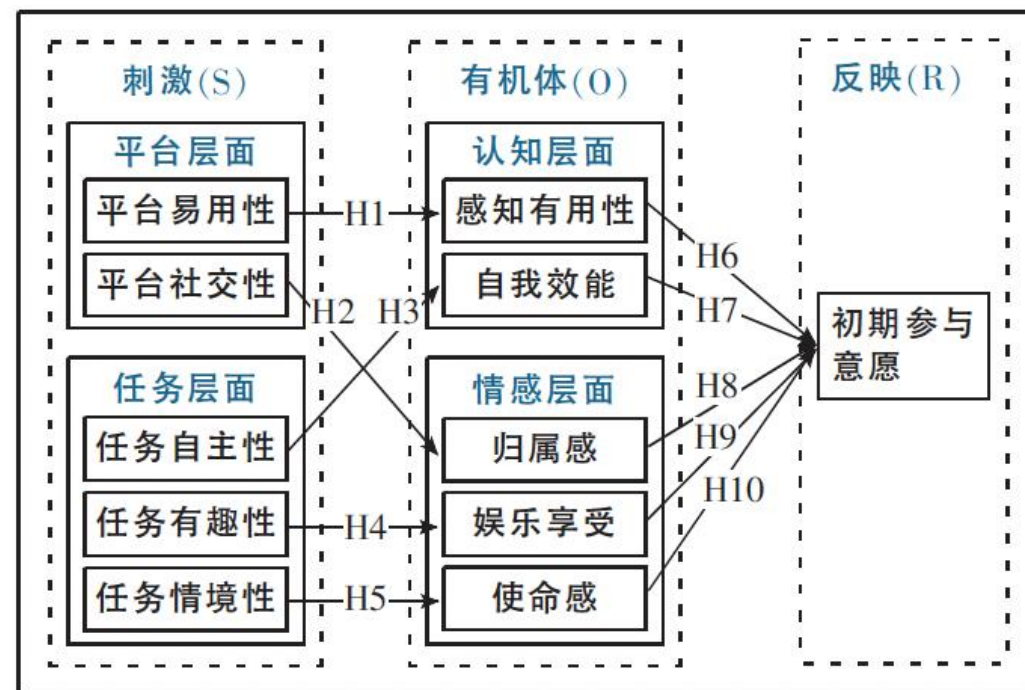 刺激(S)
平台层面
平台易用性
平台社交性
任务层面
任务自主性
任务有趣性
任务情境性
H1
H2
H3
H4
H5
有机体(O)
认知层面
感知有用性
自我效能
情感层面
归属感
娱乐享受
使命感
H6
H7
H8
H9
H10
反映(R)
初期参与
意愿